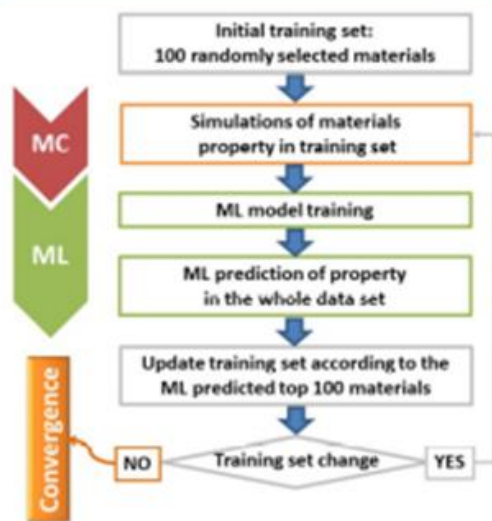 Initial training set:
100 randomly selected materials
MC
Simulations of materials
property in training set
ML model training
ML
ML prediction of property
in the whole data set
Update training set according to the
ML predicted top 100 materials
Convergence
NO
Training set change
YES